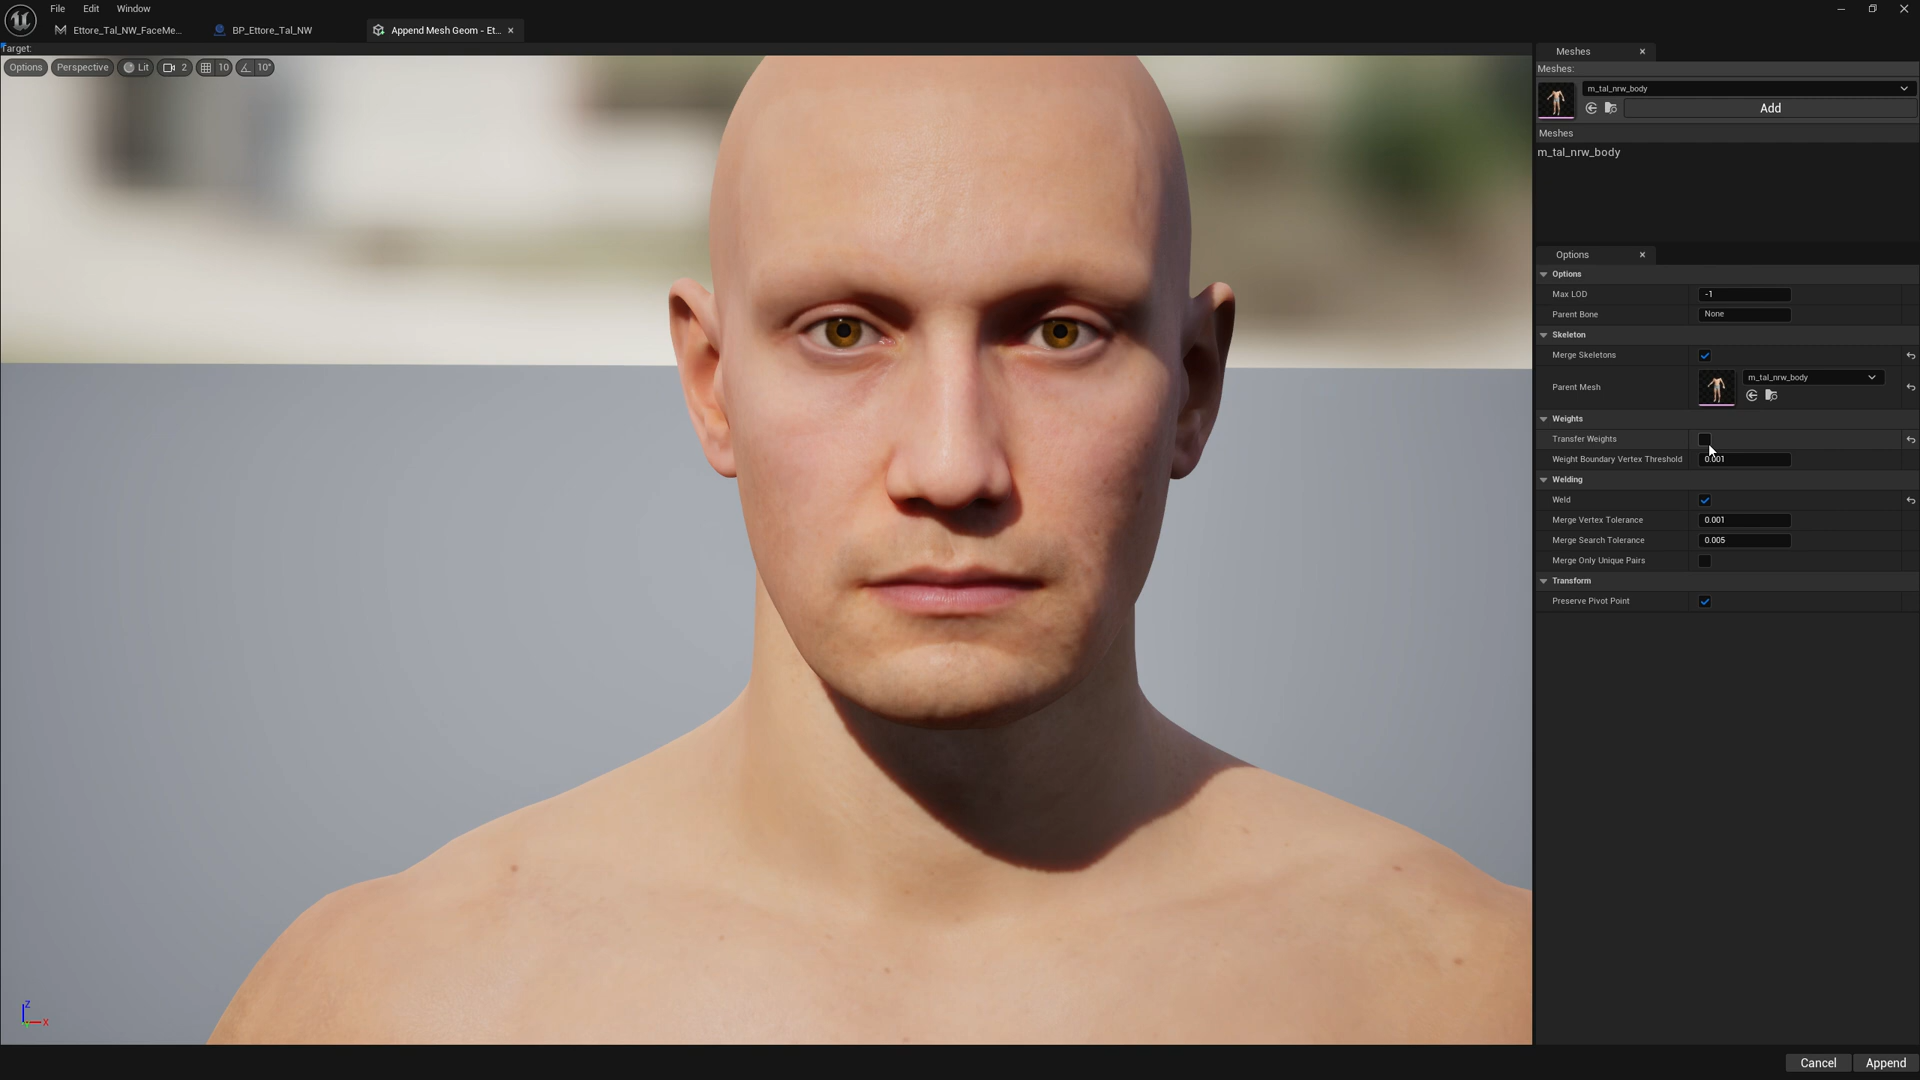 File Edit Window
Ettore_Tal_NW_FaceMe... BP_Ettore_Tal_NW Append Mesh Geom - Et...
Target:
Options Perspective Lit 2 10 10°
Meshes
Meshes:
m_tal_nrw_body
Add
Meshes
m_tal_nrw_body
Options
Options
Max LOD -1
Parent Bone None
Skeleton
Merge Skeletons
Parent Mesh m_tal_nrw_body
Weights
Transfer Weights
Weight Boundary Vertex Threshold 0.001
Welding
Weld
Merge Vertex Tolerance 0.001
Merge Search Tolerance 0.005
Merge Only Unique Pairs
Transform
Preserve Pivot Point
Z
X
Cancel Append